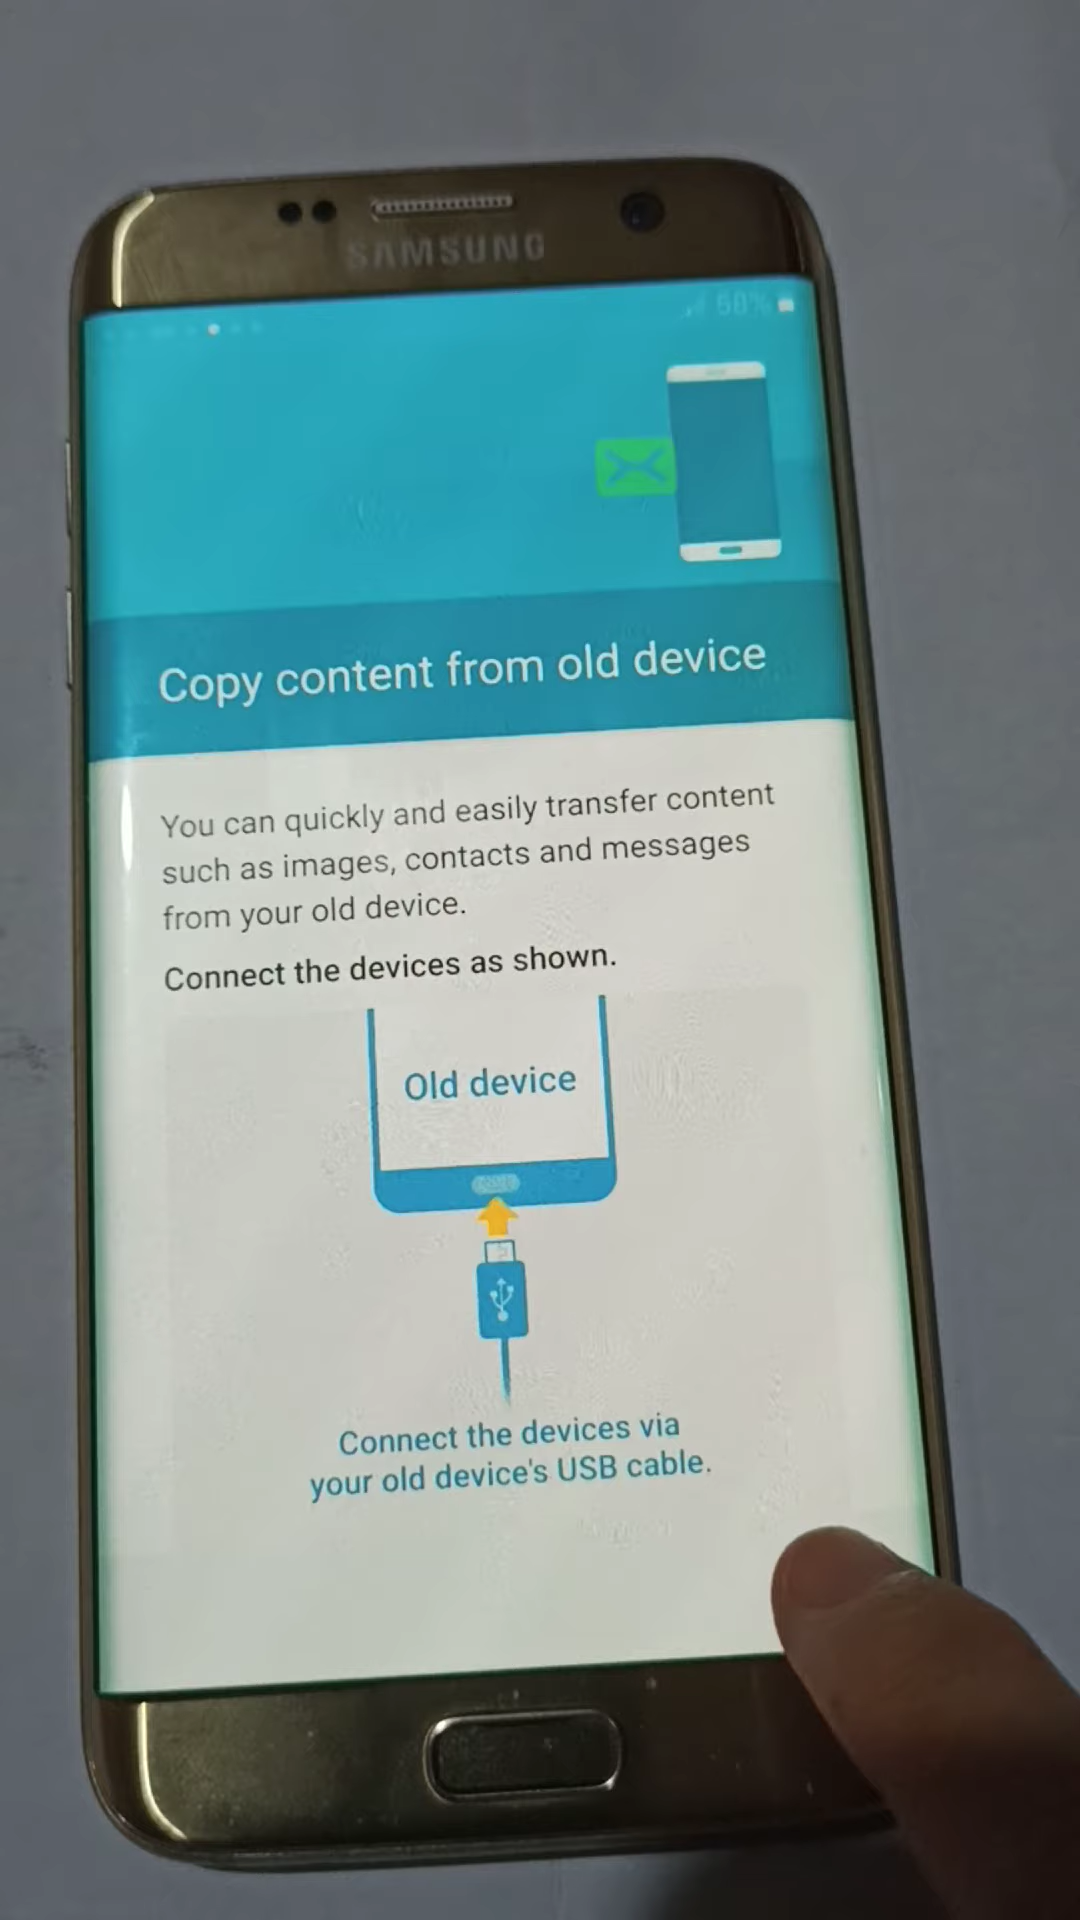 SAMSUNG
58%
Copy content from old device
You can quickly and easily transfer content
such as images, contacts and messages
from your old device.
Connect the devices as shown.
Old device
Connect the devices via
your old device's USB cable.